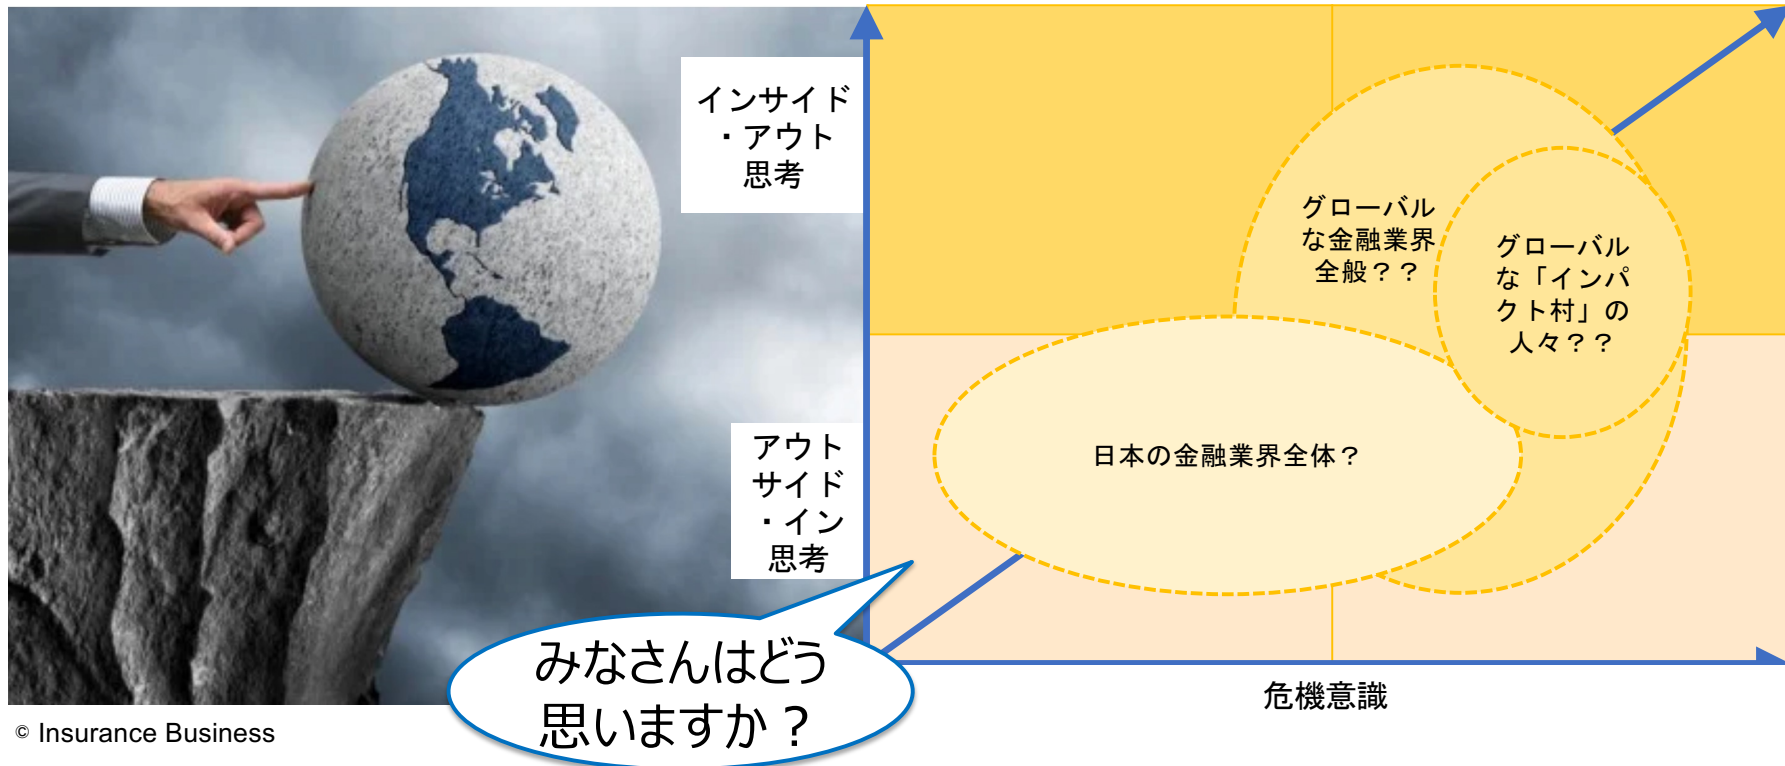 インサイド
・アウト
思考
グローバル
な金融業界
全般？？
グローバル
な「インパ
クト村」の
人々？？
アウト
サイド
・イン
思考
日本の金融業界全体？
みなさんはどう
思いますか？
危機意識
© Insurance Business